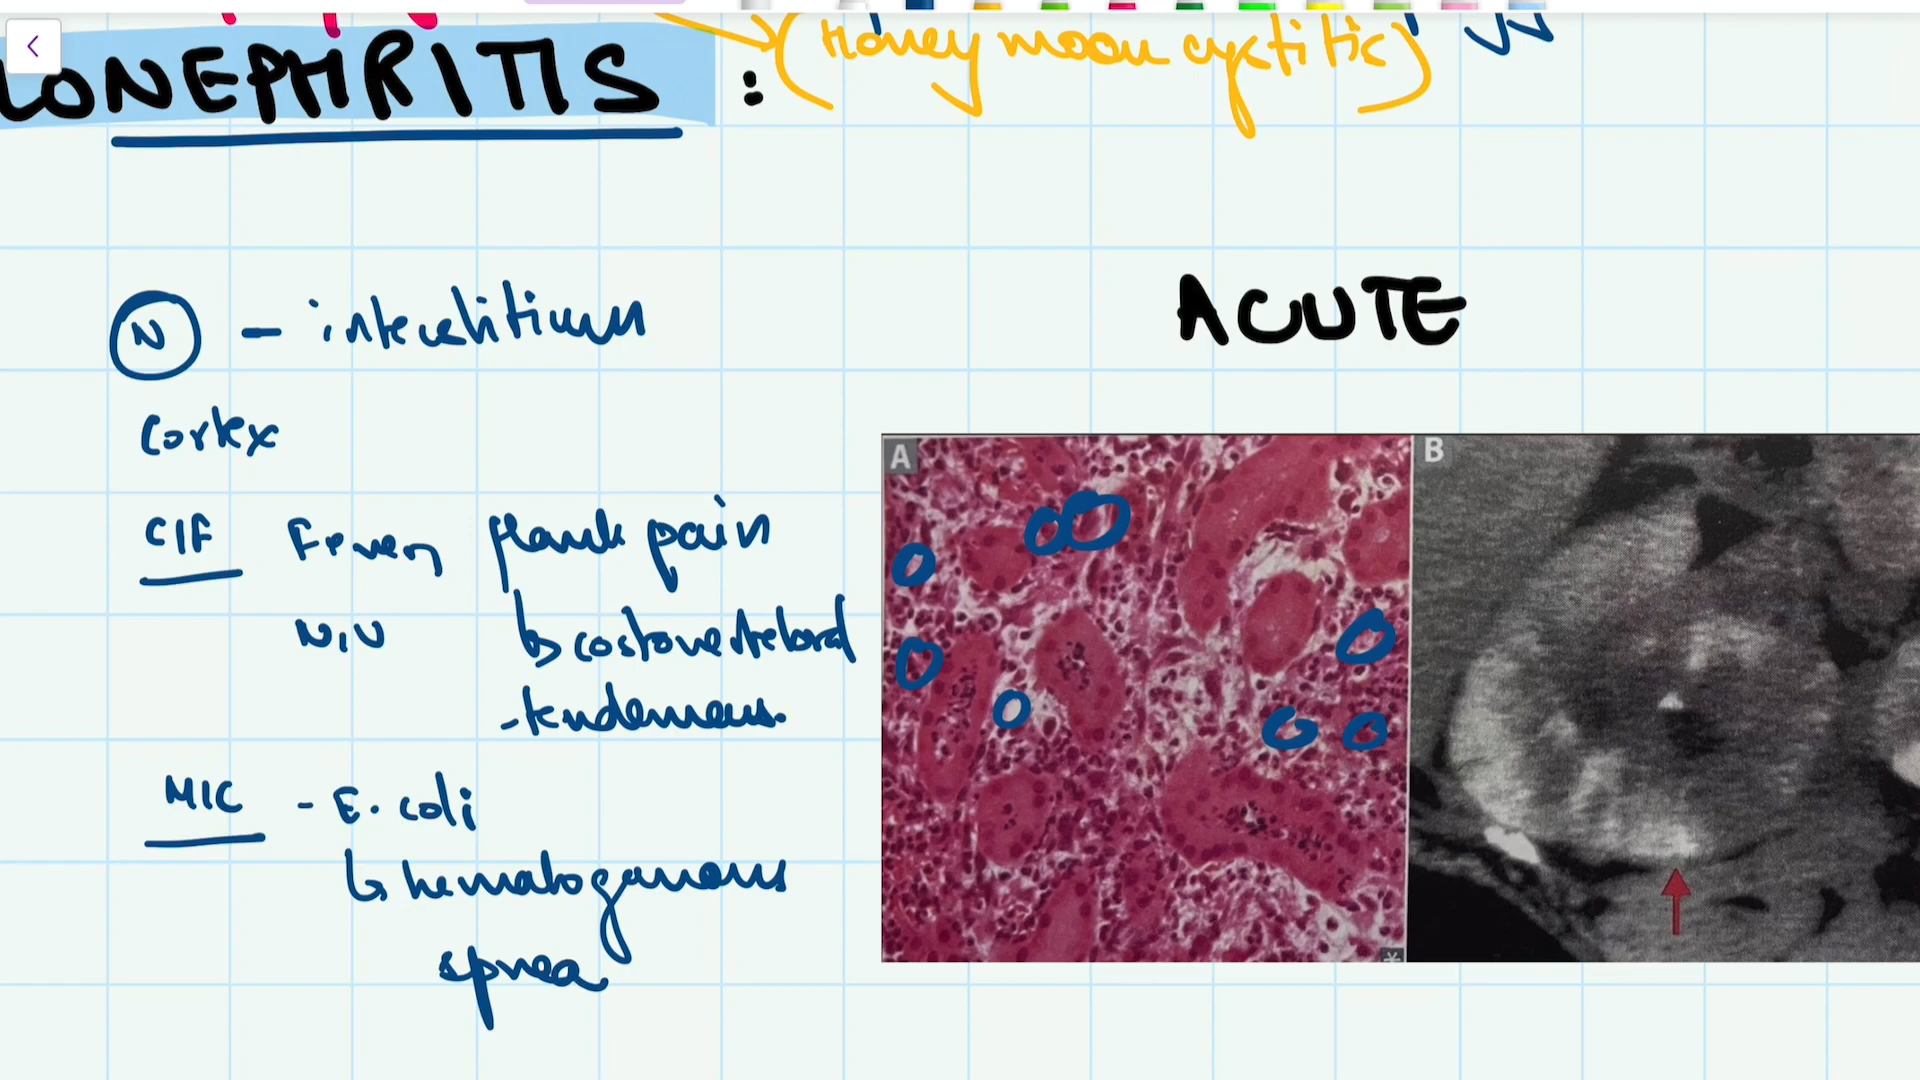 (Honey moon cystitis)
LONEPHRITIS :
N - interstitium
ACUTE
Cortex
A
B
C/F Fever flank pain
N, V ↳ costovertebral
- tenderness.
MIC - E. coli
↳ hematogenous
spread